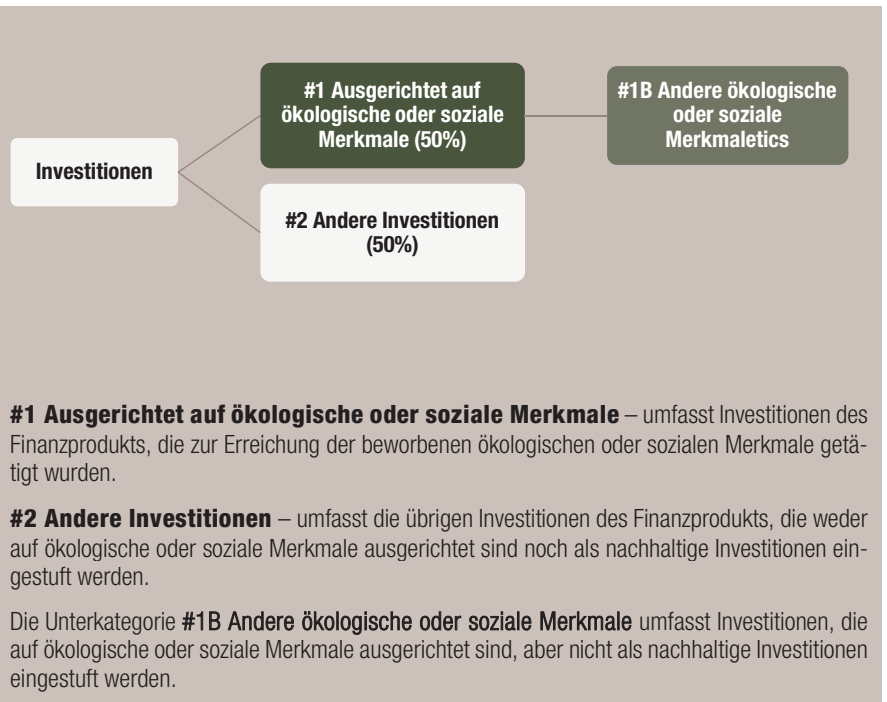 #1 Ausgerichtet auf
ökologische oder soziale
Merkmale (50%)
#1B Andere ökologische
oder soziale
Merkmaletics
Investitionen
#2 Andere Investitionen
(50%)
#1 Ausgerichtet auf ökologische oder soziale Merkmale – umfasst Investitionen des
Finanzprodukts, die zur Erreichung der beworbenen ökologischen oder sozialen Merkmale getä-
tigt wurden.
#2 Andere Investitionen – umfasst die übrigen Investitionen des Finanzprodukts, die weder
auf ökologische oder soziale Merkmale ausgerichtet sind noch als nachhaltige Investitionen ein-
gestuft werden.
Die Unterkategorie #1B Andere ökologische oder soziale Merkmale umfasst Investitionen, die
auf ökologische oder soziale Merkmale ausgerichtet sind, aber nicht als nachhaltige Investitionen
eingestuft werden.